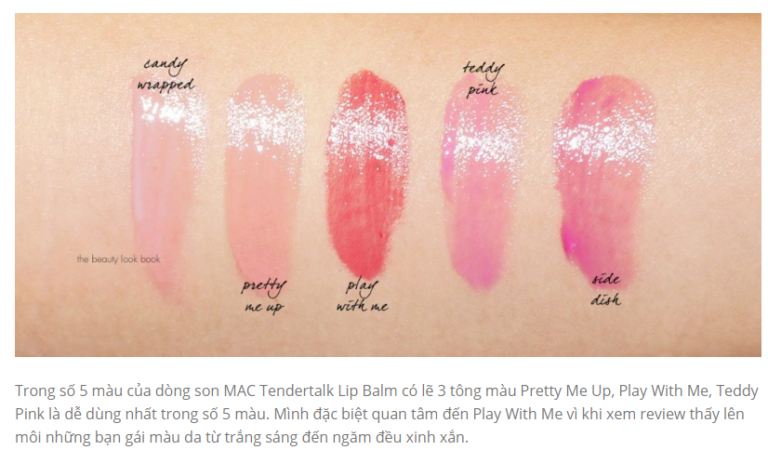 candy
wrapped
teddy
pink
the beauty look book
pretty
me up
play
with me
side
dish
Trong số 5 màu của dòng son MAC Tendertalk Lip Balm có lẽ 3 tông màu Pretty Me Up, Play With Me, Teddy
Pink là dễ dùng nhất trong số 5 màu. Mình đặc biệt quan tâm đến Play With Me vì khi xem review thấy lên
môi những bạn gái màu da từ trắng sáng đến ngăm đều xinh xắn.